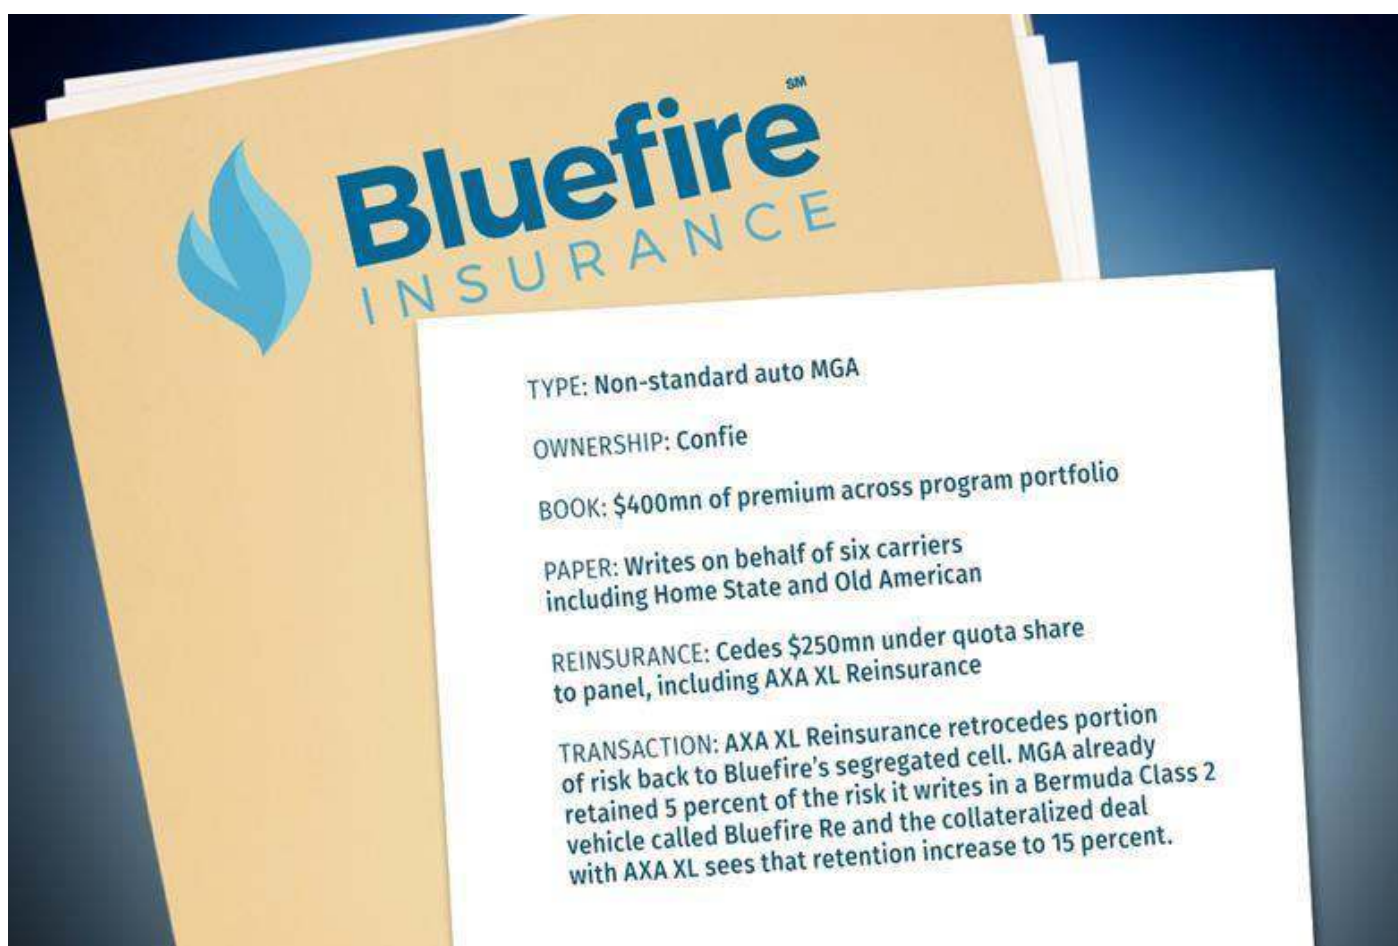 Bluefire SM
INSURANCE
TYPE: Non-standard auto MGA
OWNERSHIP: Confie
BOOK: $400mn of premium across program portfolio
PAPER: Writes on behalf of six carriers
including Home State and Old American
REINSURANCE: Cedes $250mn under quota share
to panel, including AXA XL Reinsurance
TRANSACTION: AXA XL Reinsurance retrocedes portion
of risk back to Bluefire's segregated cell. MGA already
retained 5 percent of the risk it writes in a Bermuda Class 2
vehicle called Bluefire Re and the collateralized deal
with AXA XL sees that retention increase to 15 percent.